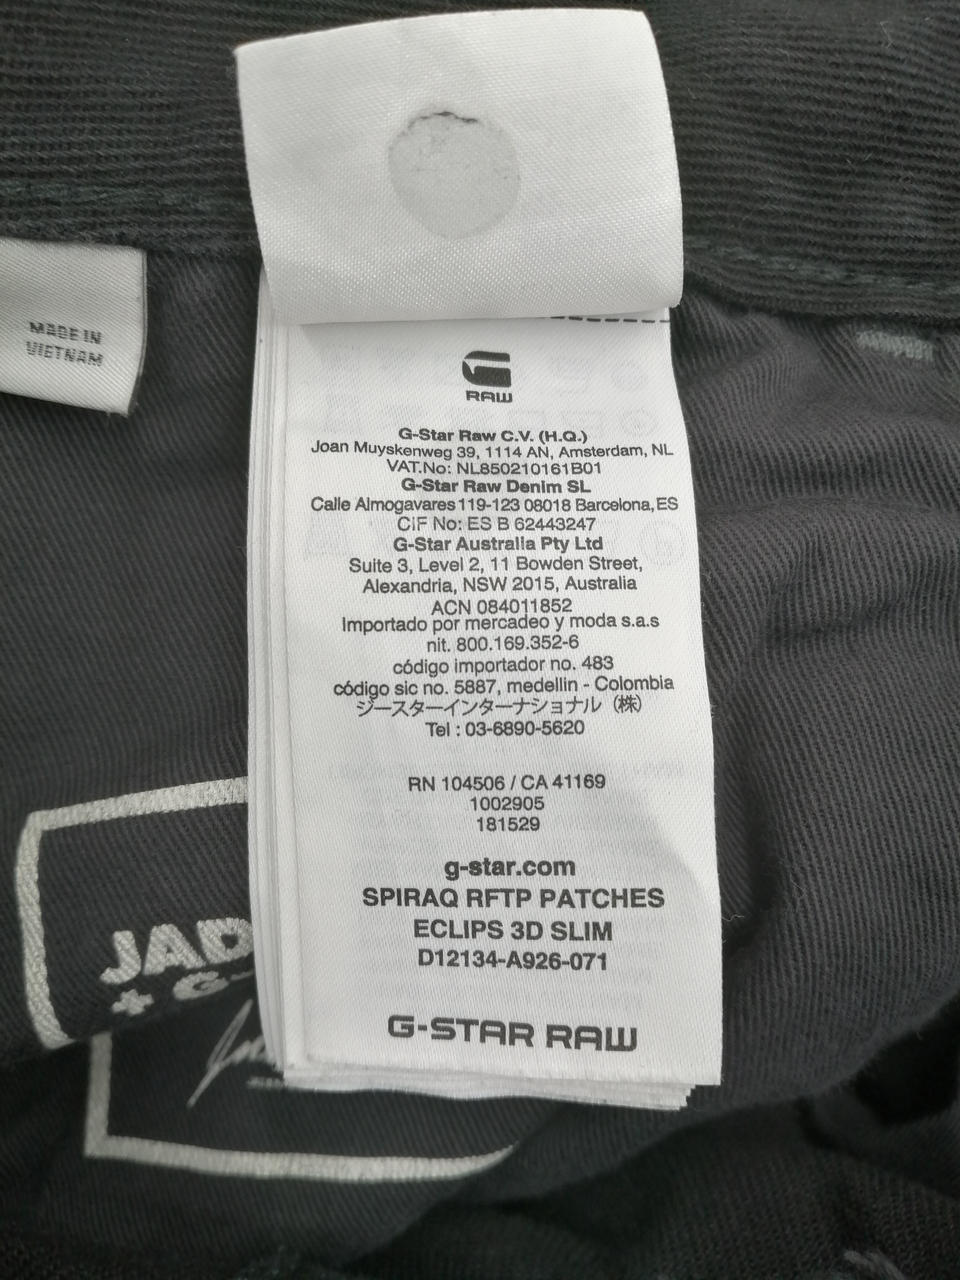 MADE IN
VIETNAM
RAW
G-Star Raw C.V. (H.Q.)
Joan Muyskenweg 39, 1114 AN, Amsterdam, NL
VAT.No: NL850210161B01
G-Star Raw Denim SL
Calle Almogavares 119-123 08018 Barcelona, ES
CIF No: ES B 62443247
G-Star Australia Pty Ltd
Suite 3, Level 2, 11 Bowden Street,
Alexandria, NSW 2015, Australia
ACN 084011852
Importado por mercadeo y moda s.a.s
nit. 800.169.352-6
código importador no. 483
código sic no. 5887, medellin - Colombia
ジースターインターナショナル (株)
Tel : 03-6890-5620
RN 104506 / CA 41169
1002905
181529
g-star.com
SPIRAQ RFTP PATCHES
ECLIPS 3D SLIM
D12134-A926-071
G-STAR RAW
JAD
+ G-